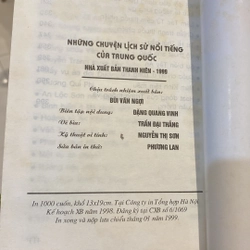 NHỮNG CHUYỆN LỊCH SỬ NỔI TIẾNG
CỦA TRUNG QUỐC
NHÀ XUẤT BẢN THANH NIÊN - 1999
Chịu trách nhiệm xuất bản:
BÙI VĂN NGỢI
Biên tập nội dung: ĐẶNG QUANG VINH
Vẽ bìa: TRẦN ĐẠI THẮNG
Kỹ thuật vi tính: NGUYỄN THỊ SƠN
Sửa bản in thử: PHƯƠNG LAN
In 1000 cuốn, khổ 13x19cm. Tại Công ty in Tổng hợp Hà Nội
Kế hoạch XB năm 1998. Đăng ký tại CXB số 6/1069
In xong và nộp lưu chiểu tháng 01 năm 1999.